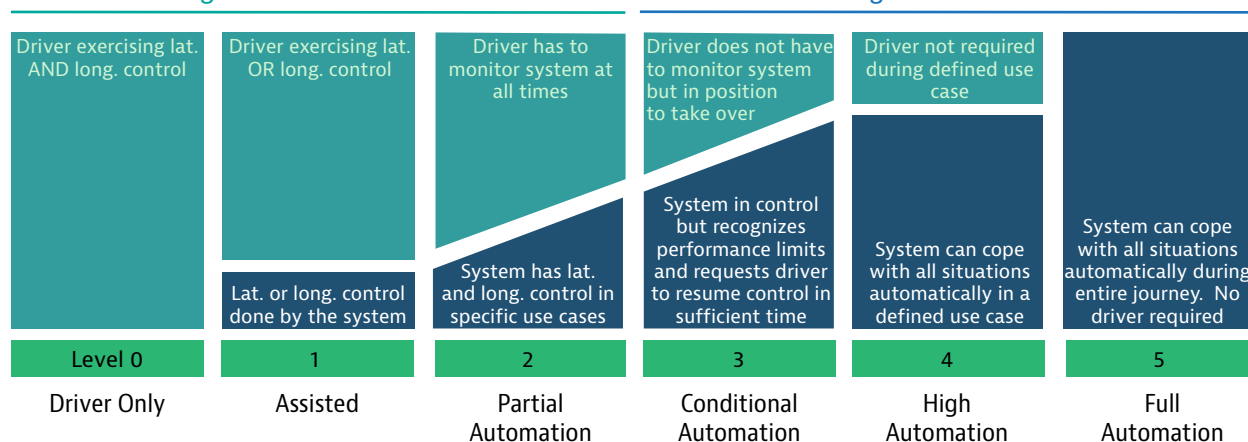 Driver exercising lat.
AND long. control
Driver exercising lat.
OR long. control
Driver has to
monitor system at
all times
Driver does not have
to monitor system
but in position
to take over
Driver not required
during defined use
case
Lat. or long. control
done by the system
System has lat.
and long. control in
specific use cases
System in control
but recognizes
performance limits
and requests driver
to resume control in
sufficient time
System can cope
with all situations
automatically in a
defined use case
System can cope
with all situations
automatically during
entire journey. No
driver required
Level 0
1
2
3
4
5
Driver Only
Assisted
Partial
Automation
Conditional
Automation
High
Automation
Full
Automation